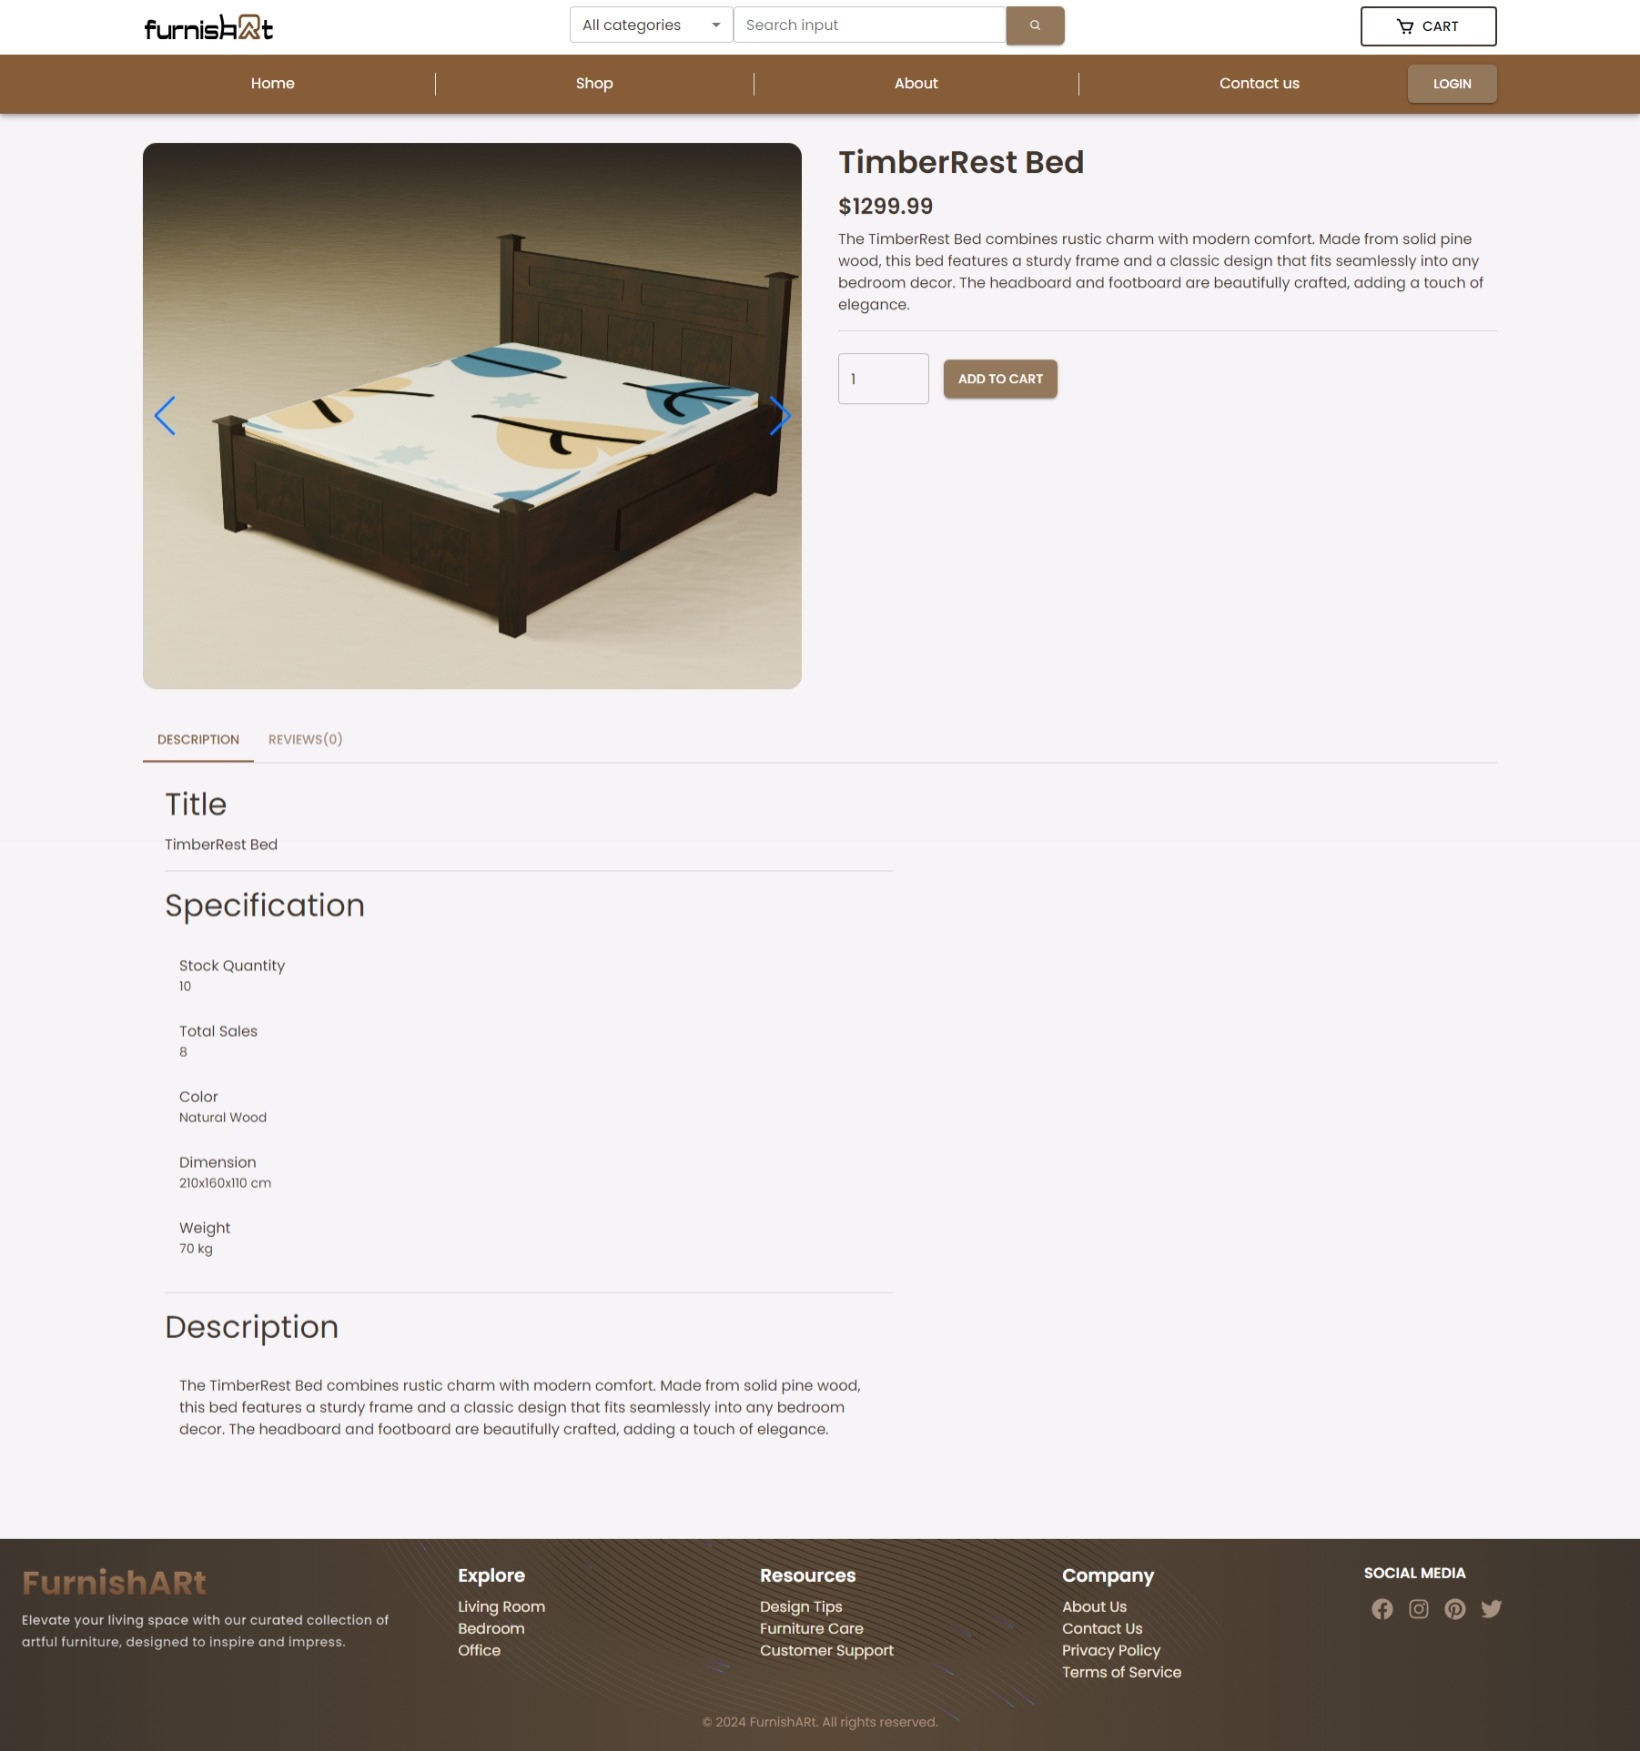 furnishARt
All categories
Search input
CART
Home
Shop
About
Contact us
LOGIN
TimberRest Bed
$1299.99
The TimberRest Bed combines rustic charm with modern comfort. Made from solid pine
wood, this bed features a sturdy frame and a classic design that fits seamlessly into any
bedroom decor. The headboard and footboard are beautifully crafted, adding a touch of
elegance.
1
ADD TO CART
DESCRIPTION
REVIEWS(0)
Title
TimberRest Bed
Specification
Stock Quantity
10
Total Sales
8
Color
Natural Wood
Dimension
210x160x110 cm
Weight
70 kg
Description
The TimberRest Bed combines rustic charm with modern comfort. Made from solid pine wood,
this bed features a sturdy frame and a classic design that fits seamlessly into any bedroom
decor. The headboard and footboard are beautifully crafted, adding a touch of elegance.
FurnishARt
Elevate your living space with our curated collection of
artful furniture, designed to inspire and impress.
Explore
Living Room
Bedroom
Office
Resources
Design Tips
Furniture Care
Customer Support
Company
About Us
Contact Us
Privacy Policy
Terms of Service
SOCIAL MEDIA
© 2024 FurnishARt. All rights reserved.